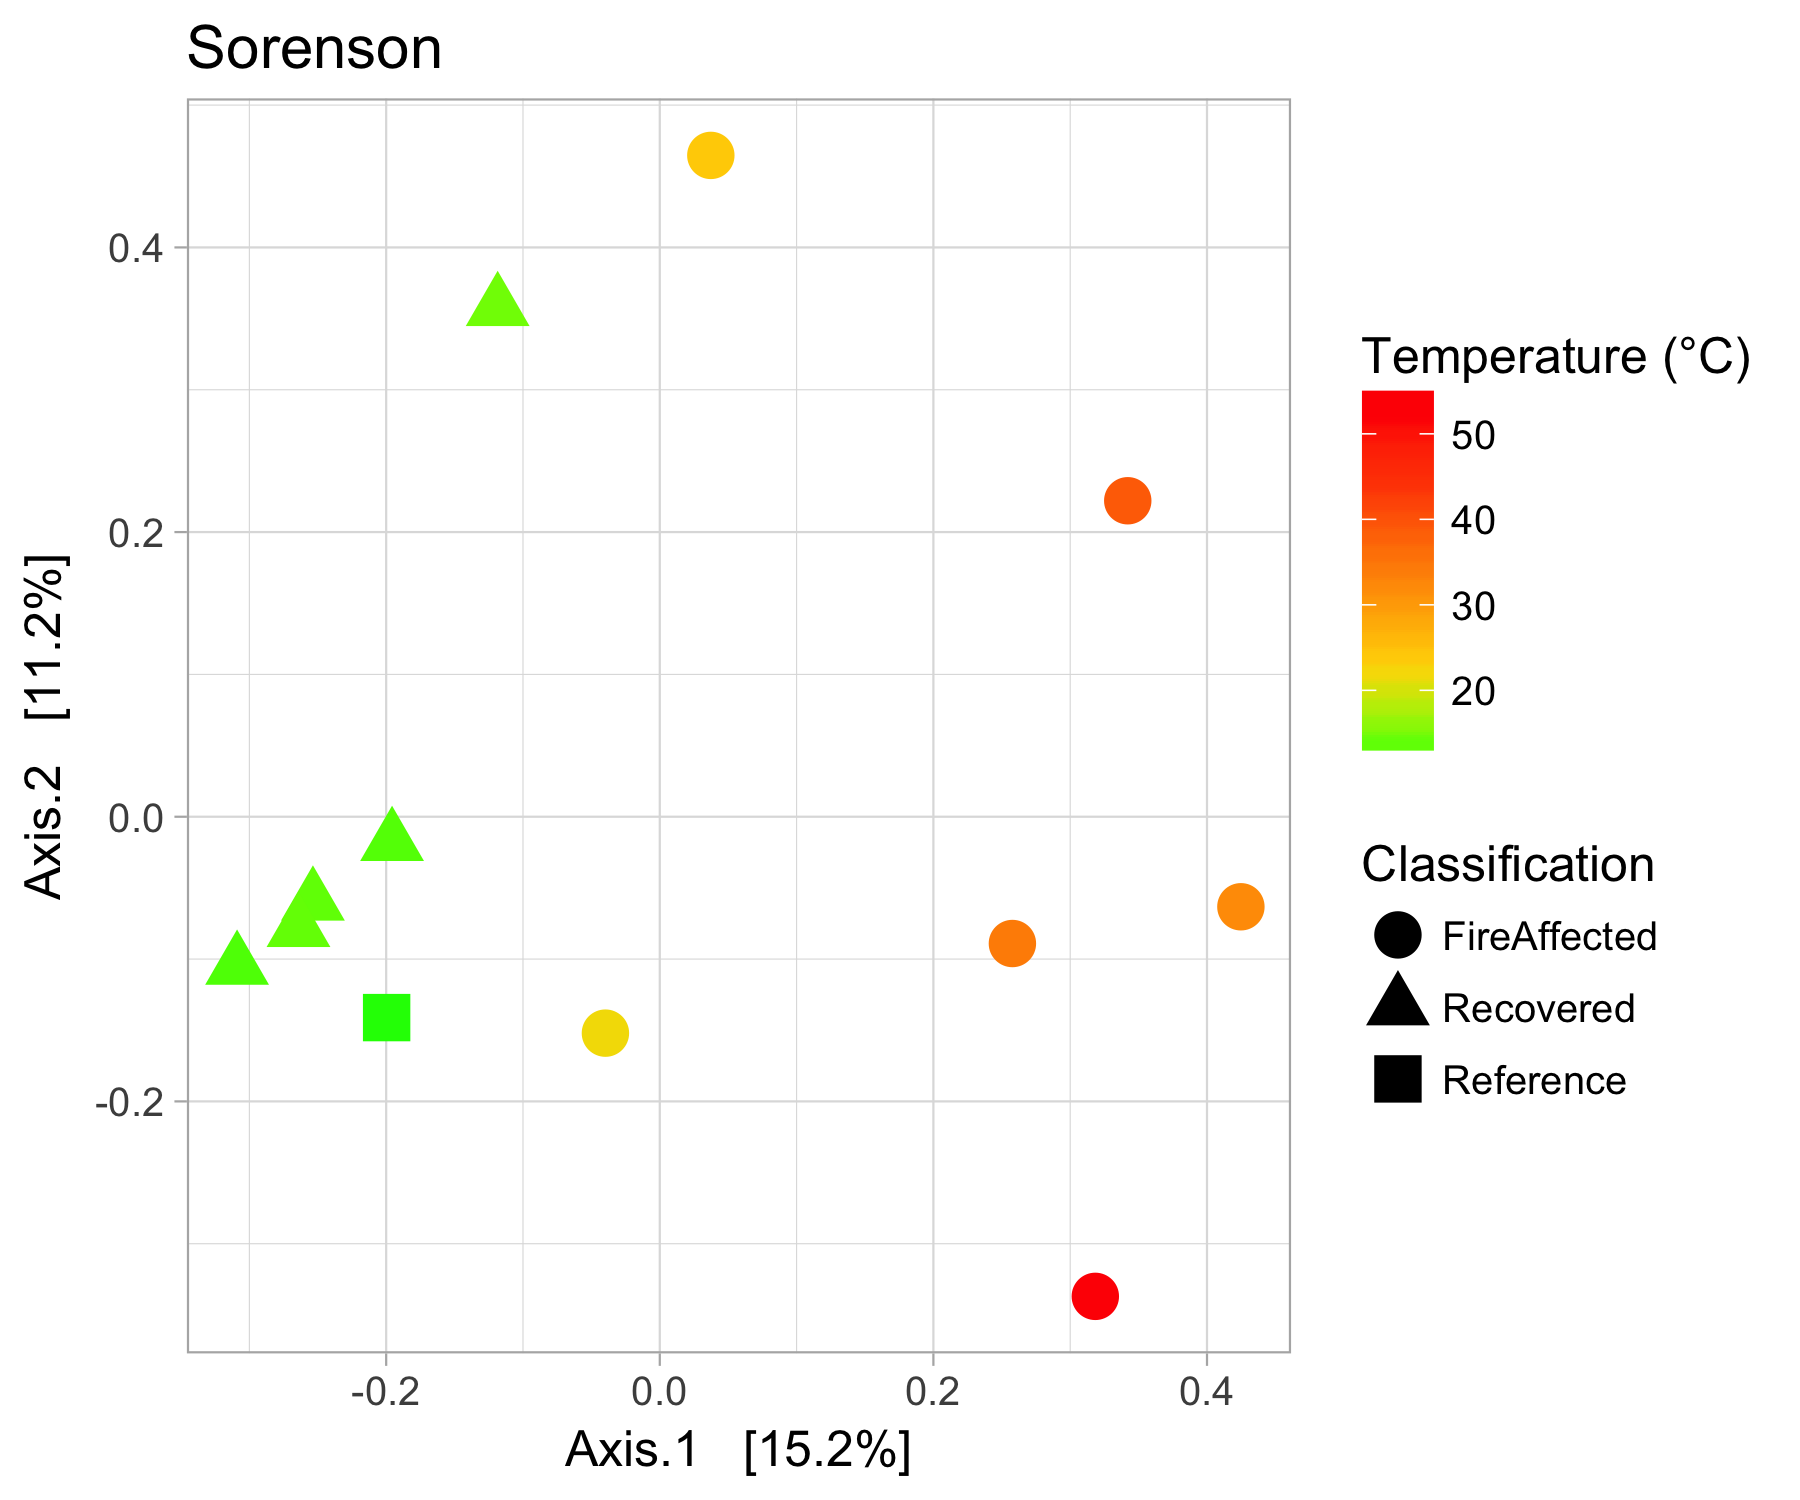 Sorenson
0.4
0.2
0.0
-0.2
Axis.2 [11.2%]
-0.2
0.0
0.2
0.4
Axis.1 [15.2%]
Temperature (°C)
50
40
30
20
Classification
FireAffected
Recovered
Reference